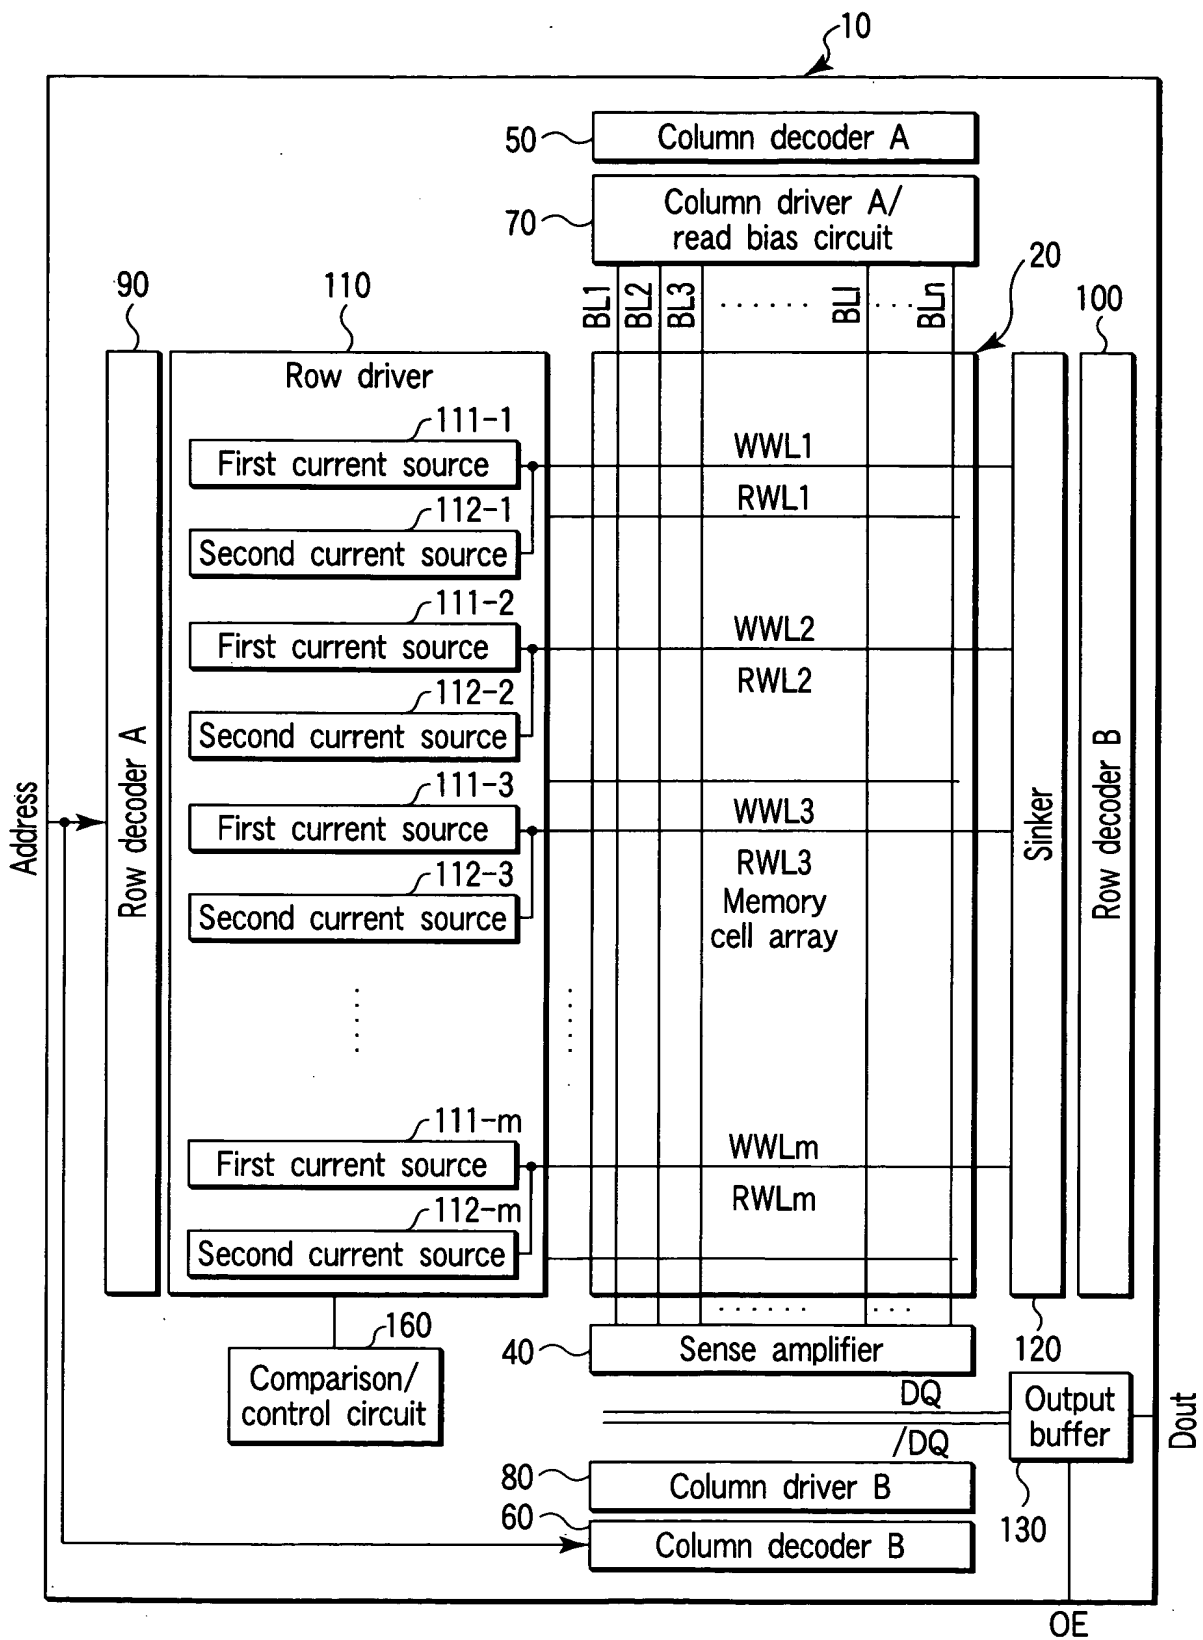 10
50
Column decoder A
70
Column driver A/
read bias circuit
20
90
110
BL1
BL2
BL3
BLl
BLn
100
Row driver
111-1
First current source
WWL1
RWL1
112-1
Second current source
111-2
First current source
WWL2
RWL2
112-2
Second current source
Address
Row decoder A
111-3
First current source
WWL3
RWL3
Memory
cell array
112-3
Second current source
Sinker
Row decoder B
111-m
First current source
WWLm
RWLm
112-m
Second current source
160
Comparison/
control circuit
40
Sense amplifier
120
DQ
/DQ
Output
buffer
Dout
80
Column driver B
130
60
Column decoder B
OE